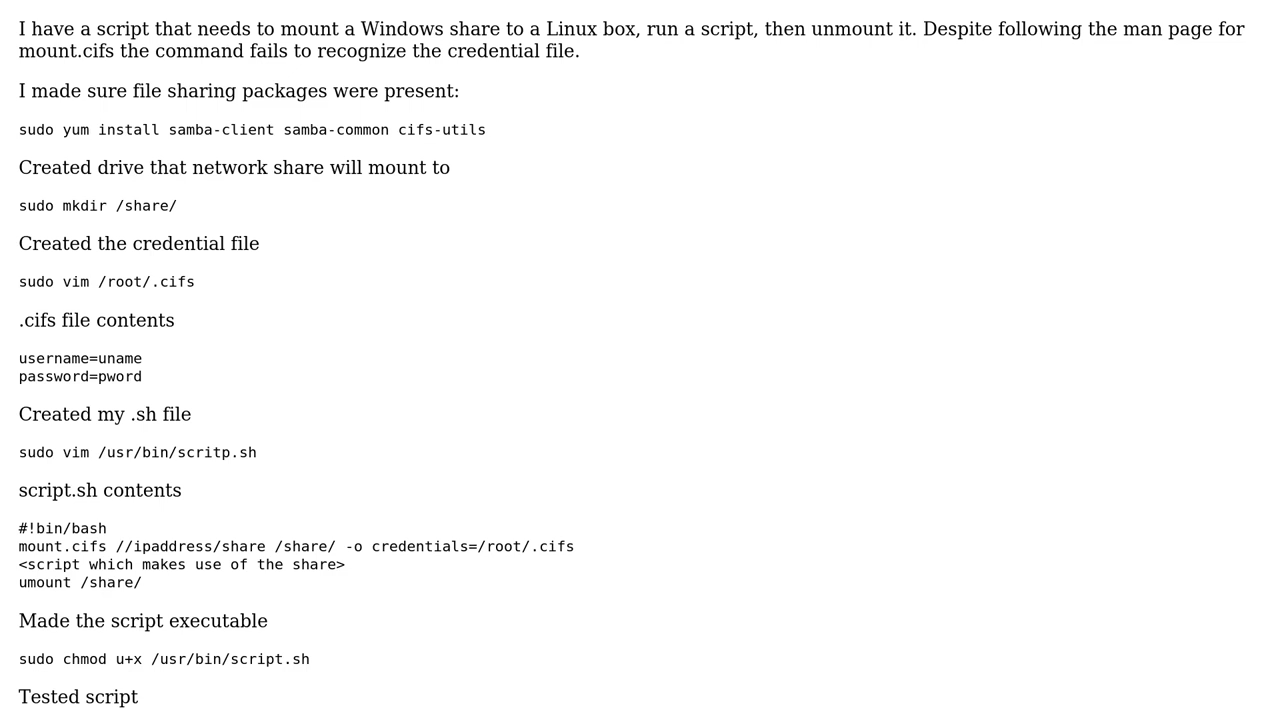 I have a script that needs to mount a Windows share to a Linux box, run a script, then unmount it. Despite following the man page for
mount.cifs the command fails to recognize the credential file.
I made sure file sharing packages were present:
sudo yum install samba-client samba-common cifs-utils
Created drive that network share will mount to
sudo mkdir /share/
Created the credential file
sudo vim /root/.cifs
.cifs file contents
username=uname
password=pword
Created my .sh file
sudo vim /usr/bin/scritp.sh
script.sh contents
#!bin/bash
mount.cifs //ipaddress/share /share/ -o credentials=/root/.cifs
<script which makes use of the share>
umount /share/
Made the script executable
sudo chmod u+x /usr/bin/script.sh
Tested script